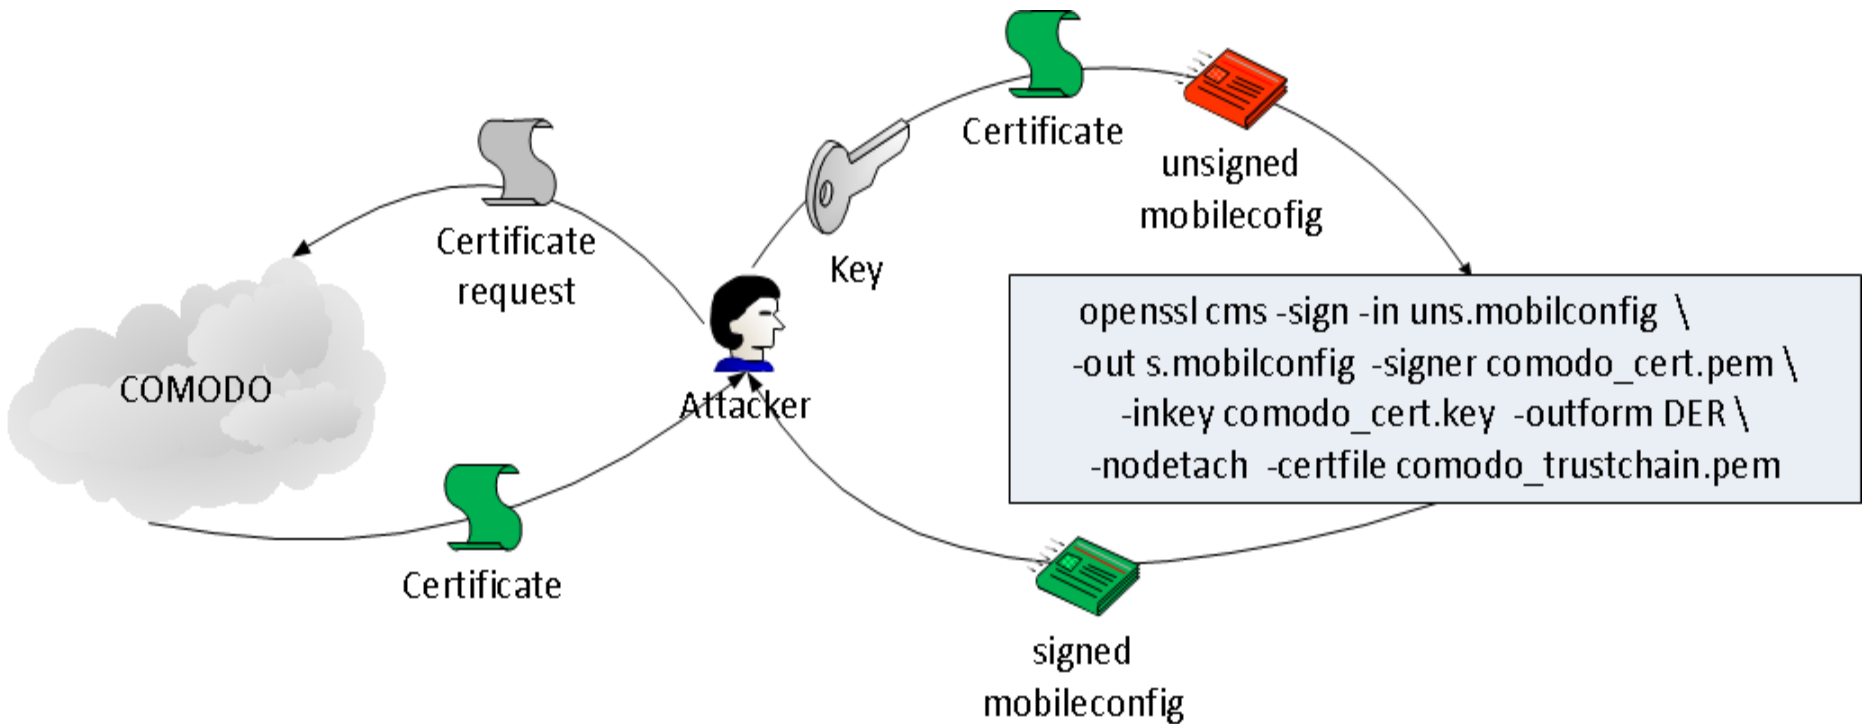 Certificate
unsigned
mobilecofig
Certificate
request
Key
COMODO
Attacker
openssl cms -sign -in uns.mobilconfig \
-out s.mobilconfig -signer comodo_cert.pem \
-inkey comodo_cert.key -outform DER \
-nodetach -certfile comodo_trustchain.pem
Certificate
signed
mobileconfig